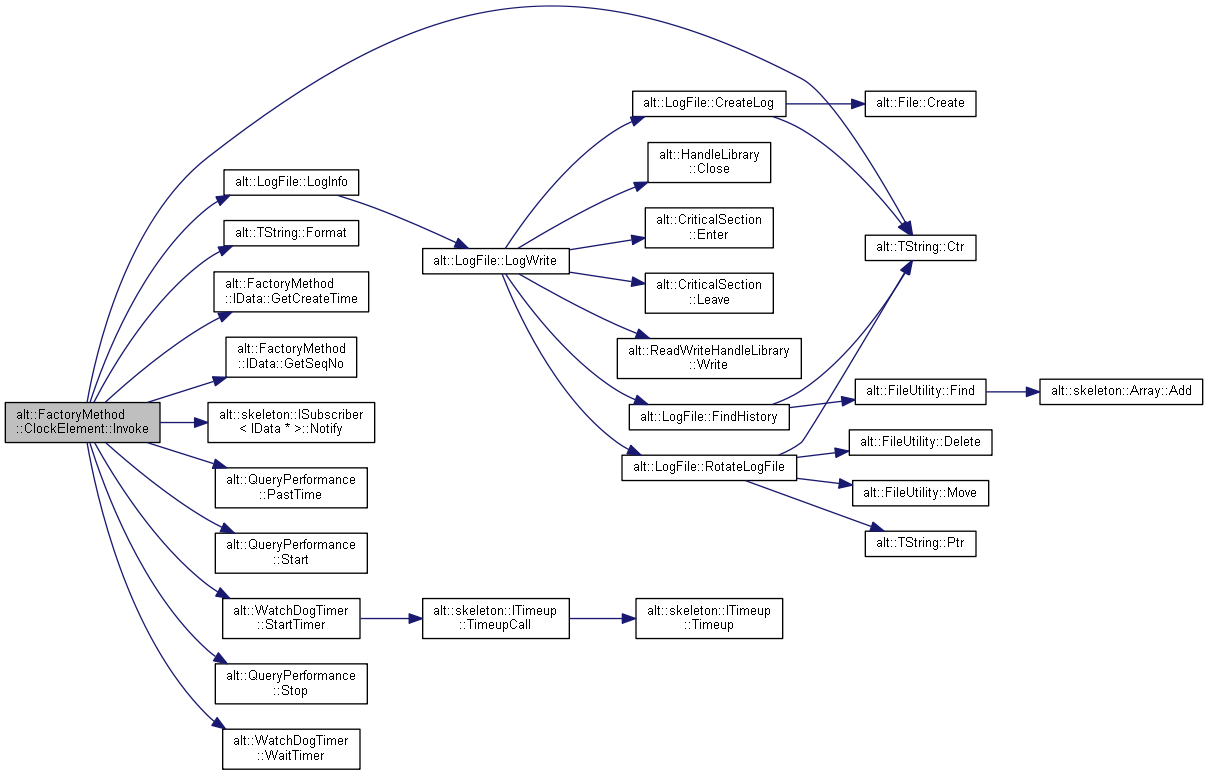 alt::FactoryMethod
::ClockElement::Invoke
alt::LogFile::LogInfo
alt::TString::Format
alt::FactoryMethod
::IData::GetCreateTime
alt::FactoryMethod
::IData::GetSeqNo
alt::skeleton::ISubscriber
< IData * >::Notify
alt::QueryPerformance
::PastTime
alt::QueryPerformance
::Start
alt::WatchDogTimer
::StartTimer
alt::QueryPerformance
::Stop
alt::WatchDogTimer
::WaitTimer
alt::LogFile::LogWrite
alt::skeleton::ITimeup
::TimeupCall
alt::LogFile::CreateLog
alt::HandleLibrary
::Close
alt::CriticalSection
::Enter
alt::CriticalSection
::Leave
alt::ReadWriteHandleLibrary
::Write
alt::LogFile::FindHistory
alt::LogFile::RotateLogFile
alt::skeleton::ITimeup
::Timeup
alt::File::Create
alt::TString::Ctr
alt::FileUtility::Find
alt::FileUtility::Delete
alt::FileUtility::Move
alt::TString::Ptr
alt::skeleton::Array::Add